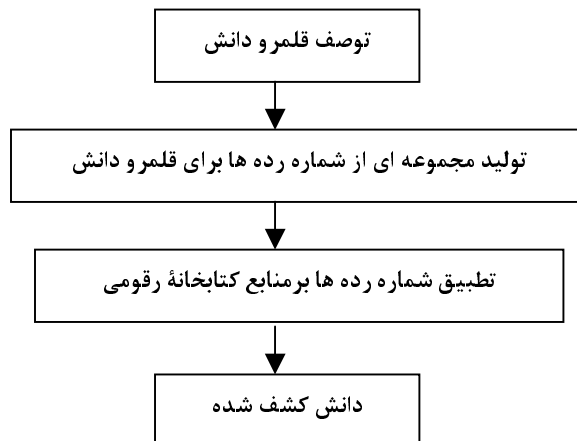 توصف قلمرو دانش
تولید مجموعه ای از شماره رده ها برای قلمرو دانش
تطبیق شماره رده ها برمنابع کتابخانهٔ رقومی
دانش کشف شده